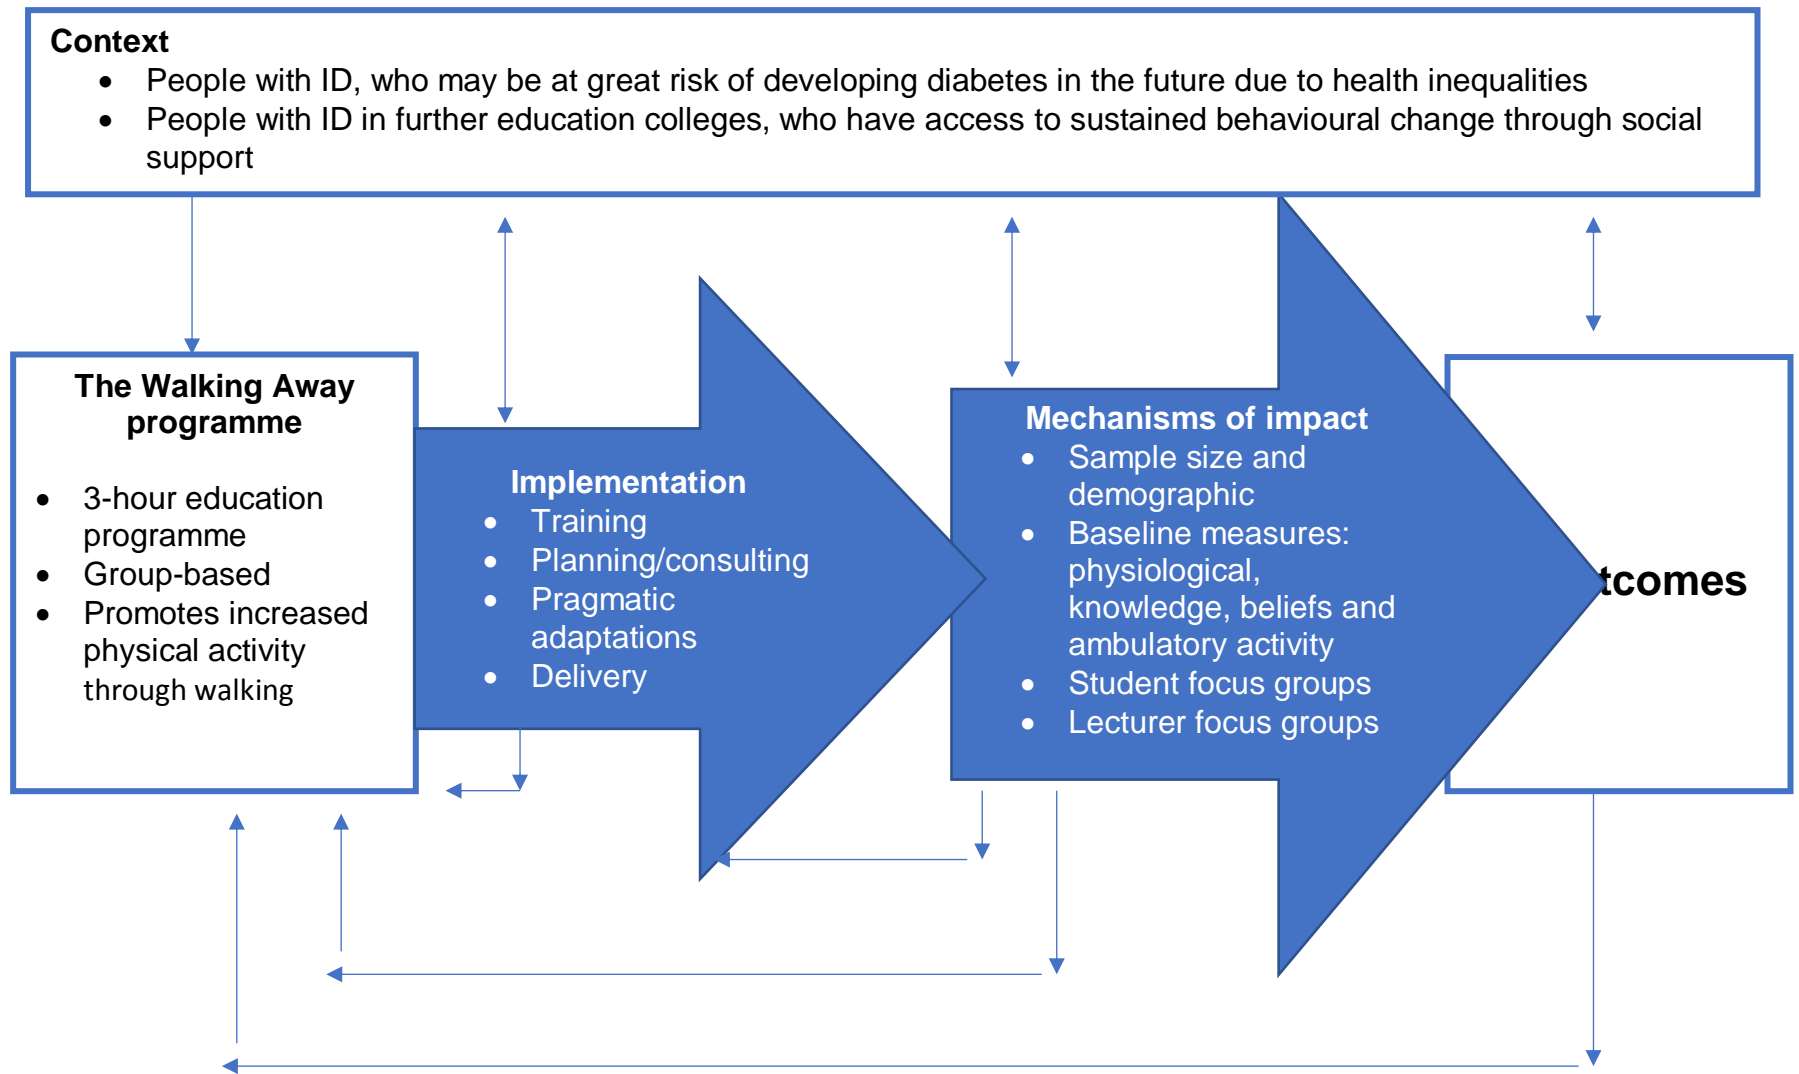 Context
• People with ID, who may be at great risk of developing diabetes in the future due to health inequalities
• People with ID in further education colleges, who have access to sustained behavioural change through social
support
The Walking Away
programme
• 3-hour education
programme
• Group-based
• Promotes increased
physical activity
through walking
Implementation
• Training
• Planning/consulting
• Pragmatic
adaptations
• Delivery
Mechanisms of impact
• Sample size and
demographic
• Baseline measures:
physiological,
knowledge, beliefs and
ambulatory activity
• Student focus groups
• Lecturer focus groups
tcomes